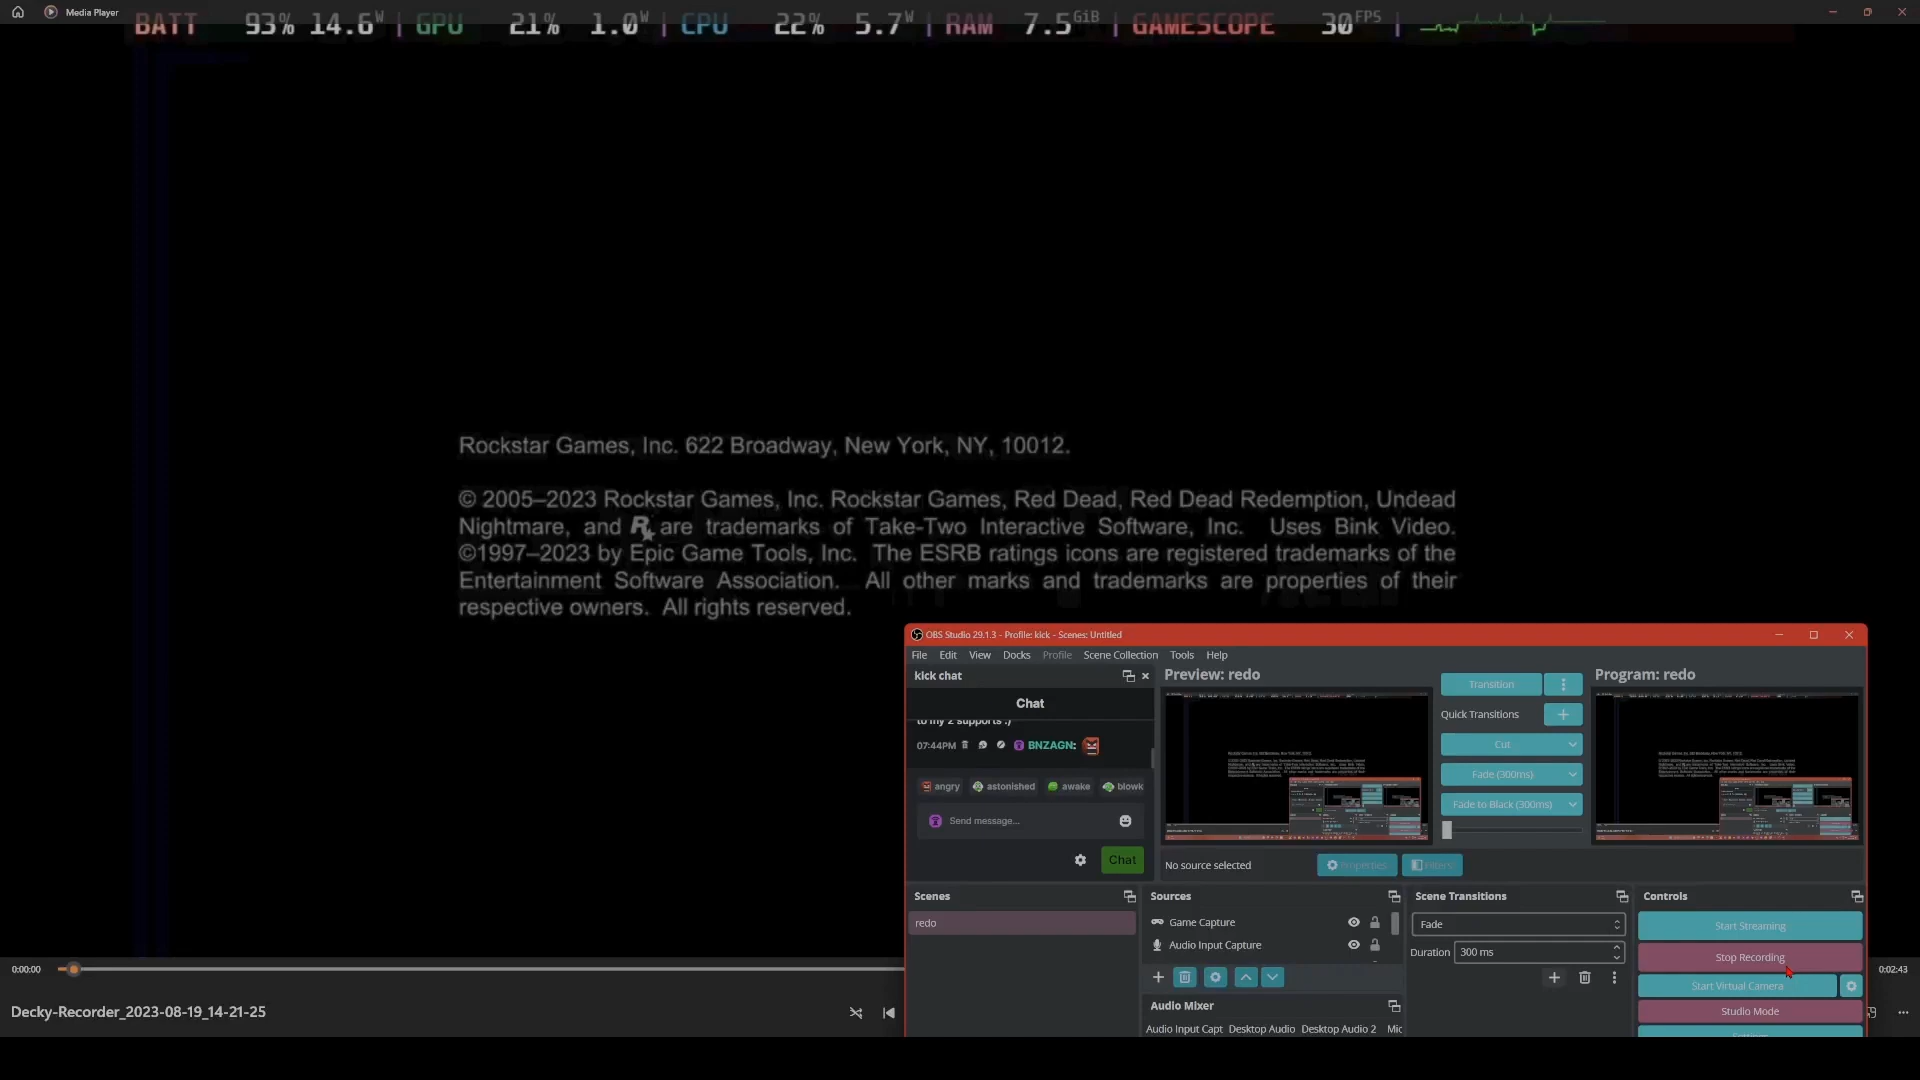 Media Player
BATT 93% 14.6W | GPU 21% 1.0W | CPU 22% 5.7W | RAM 7.5GiB | GAMESCOPE 30FPS |
Rockstar Games, Inc. 622 Broadway, New York, NY, 10012.
© 2005–2023 Rockstar Games, Inc. Rockstar Games, Red Dead, Red Dead Redemption, Undead
Nightmare, and R are trademarks of Take-Two Interactive Software, Inc. Uses Bink Video.
©1997–2023 by Epic Game Tools, Inc. The ESRB ratings icons are registered trademarks of the
Entertainment Software Association. All other marks and trademarks are properties of their
respective owners. All rights reserved.
OBS Studio 29.1.3 - Profile: kick - Scenes: Untitled
File Edit View Docks Profile Scene Collection Tools Help
kick chat
Chat
to my 2 supports :)
07:44PM BNZAGN:
angry astonished awake blowk
Send message...
Chat
Preview: redo
Transition
Quick Transitions
Cut
Fade (300ms)
Fade to Black (300ms)
Program: redo
No source selected
Properties
Filters
Scenes
redo
Sources
Game Capture
Audio Input Capture
Audio Mixer
Audio Input Capt Desktop Audio Desktop Audio 2 Mic
Scene Transitions
Fade
Duration 300 ms
Controls
Start Streaming
Stop Recording
Start Virtual Camera
Studio Mode
Settings
0:00:00
0:02:43
Decky-Recorder_2023-08-19_14-21-25